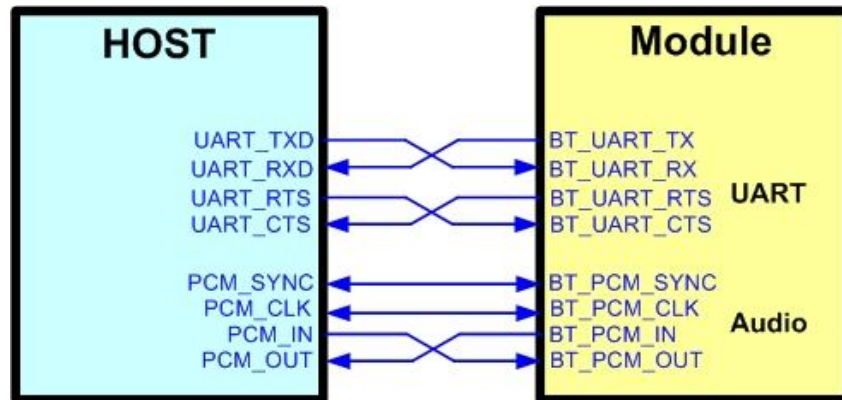 HOST
Module
UART_TXD
BT_UART_TX
UART_RXD
BT_UART_RX
UART_RTS
BT_UART_RTS
UART
UART_CTS
BT_UART_CTS
PCM_SYNC
BT_PCM_SYNC
PCM_CLK
BT_PCM_CLK
Audio
PCM_IN
BT_PCM_IN
PCM_OUT
BT_PCM_OUT